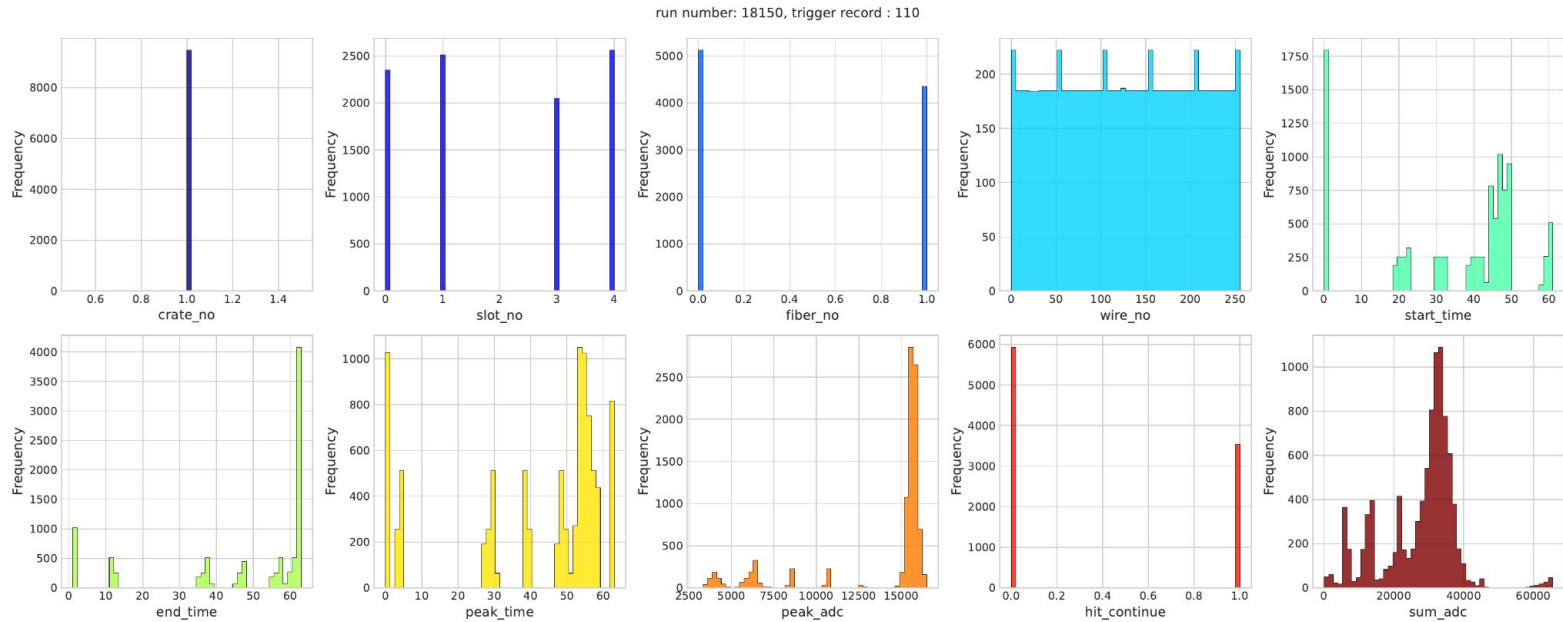 run number: 18150, trigger record : 110
Frequency
8000
6000
4000
2000
0
0.6 0.8 1.0 1.2 1.4
crate_no
Frequency
2500
2000
1500
1000
500
0
0 1 2 3 4
slot_no
Frequency
5000
4000
3000
2000
1000
0
0.0 0.2 0.4 0.6 0.8 1.0
fiber_no
Frequency
200
150
100
50
0
0 50 100 150 200 250
wire_no
Frequency
1750
1500
1250
1000
750
500
250
0
0 10 20 30 40 50 60
start_time
Frequency
4000
3500
3000
2500
2000
1500
1000
500
0
0 10 20 30 40 50 60
end_time
Frequency
1000
800
600
400
200
0
0 10 20 30 40 50 60
peak_time
Frequency
2500
2000
1500
1000
500
0
2500 5000 7500 10000 12500 15000
peak_adc
Frequency
6000
5000
4000
3000
2000
1000
0
0.0 0.2 0.4 0.6 0.8 1.0
hit_continue
Frequency
1000
800
600
400
200
0
0 20000 40000 60000
sum_adc